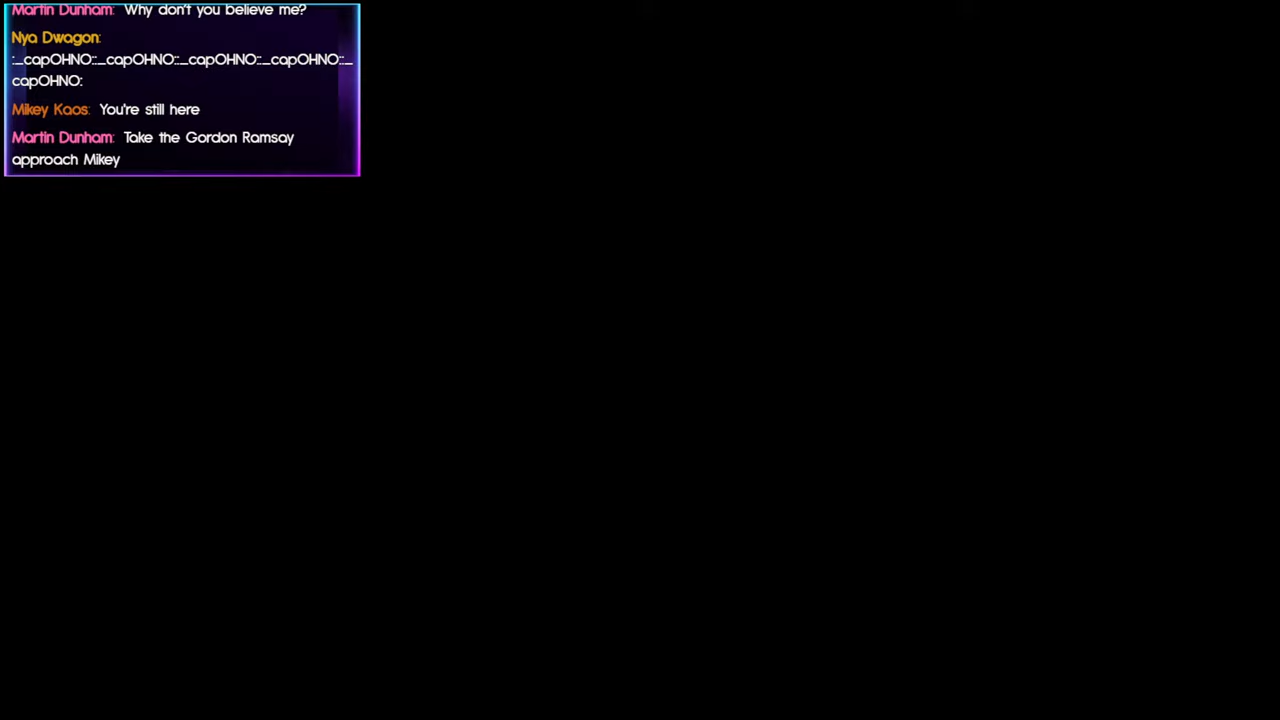 Martin Dunham: Why don't you believe me?
Nya Dwagon:
:_capOHNO::_capOHNO::_capOHNO::_capOHNO::_
capOHNO:
Mikey Kaos: You're still here
Martin Dunham: Take the Gordon Ramsay
approach Mikey